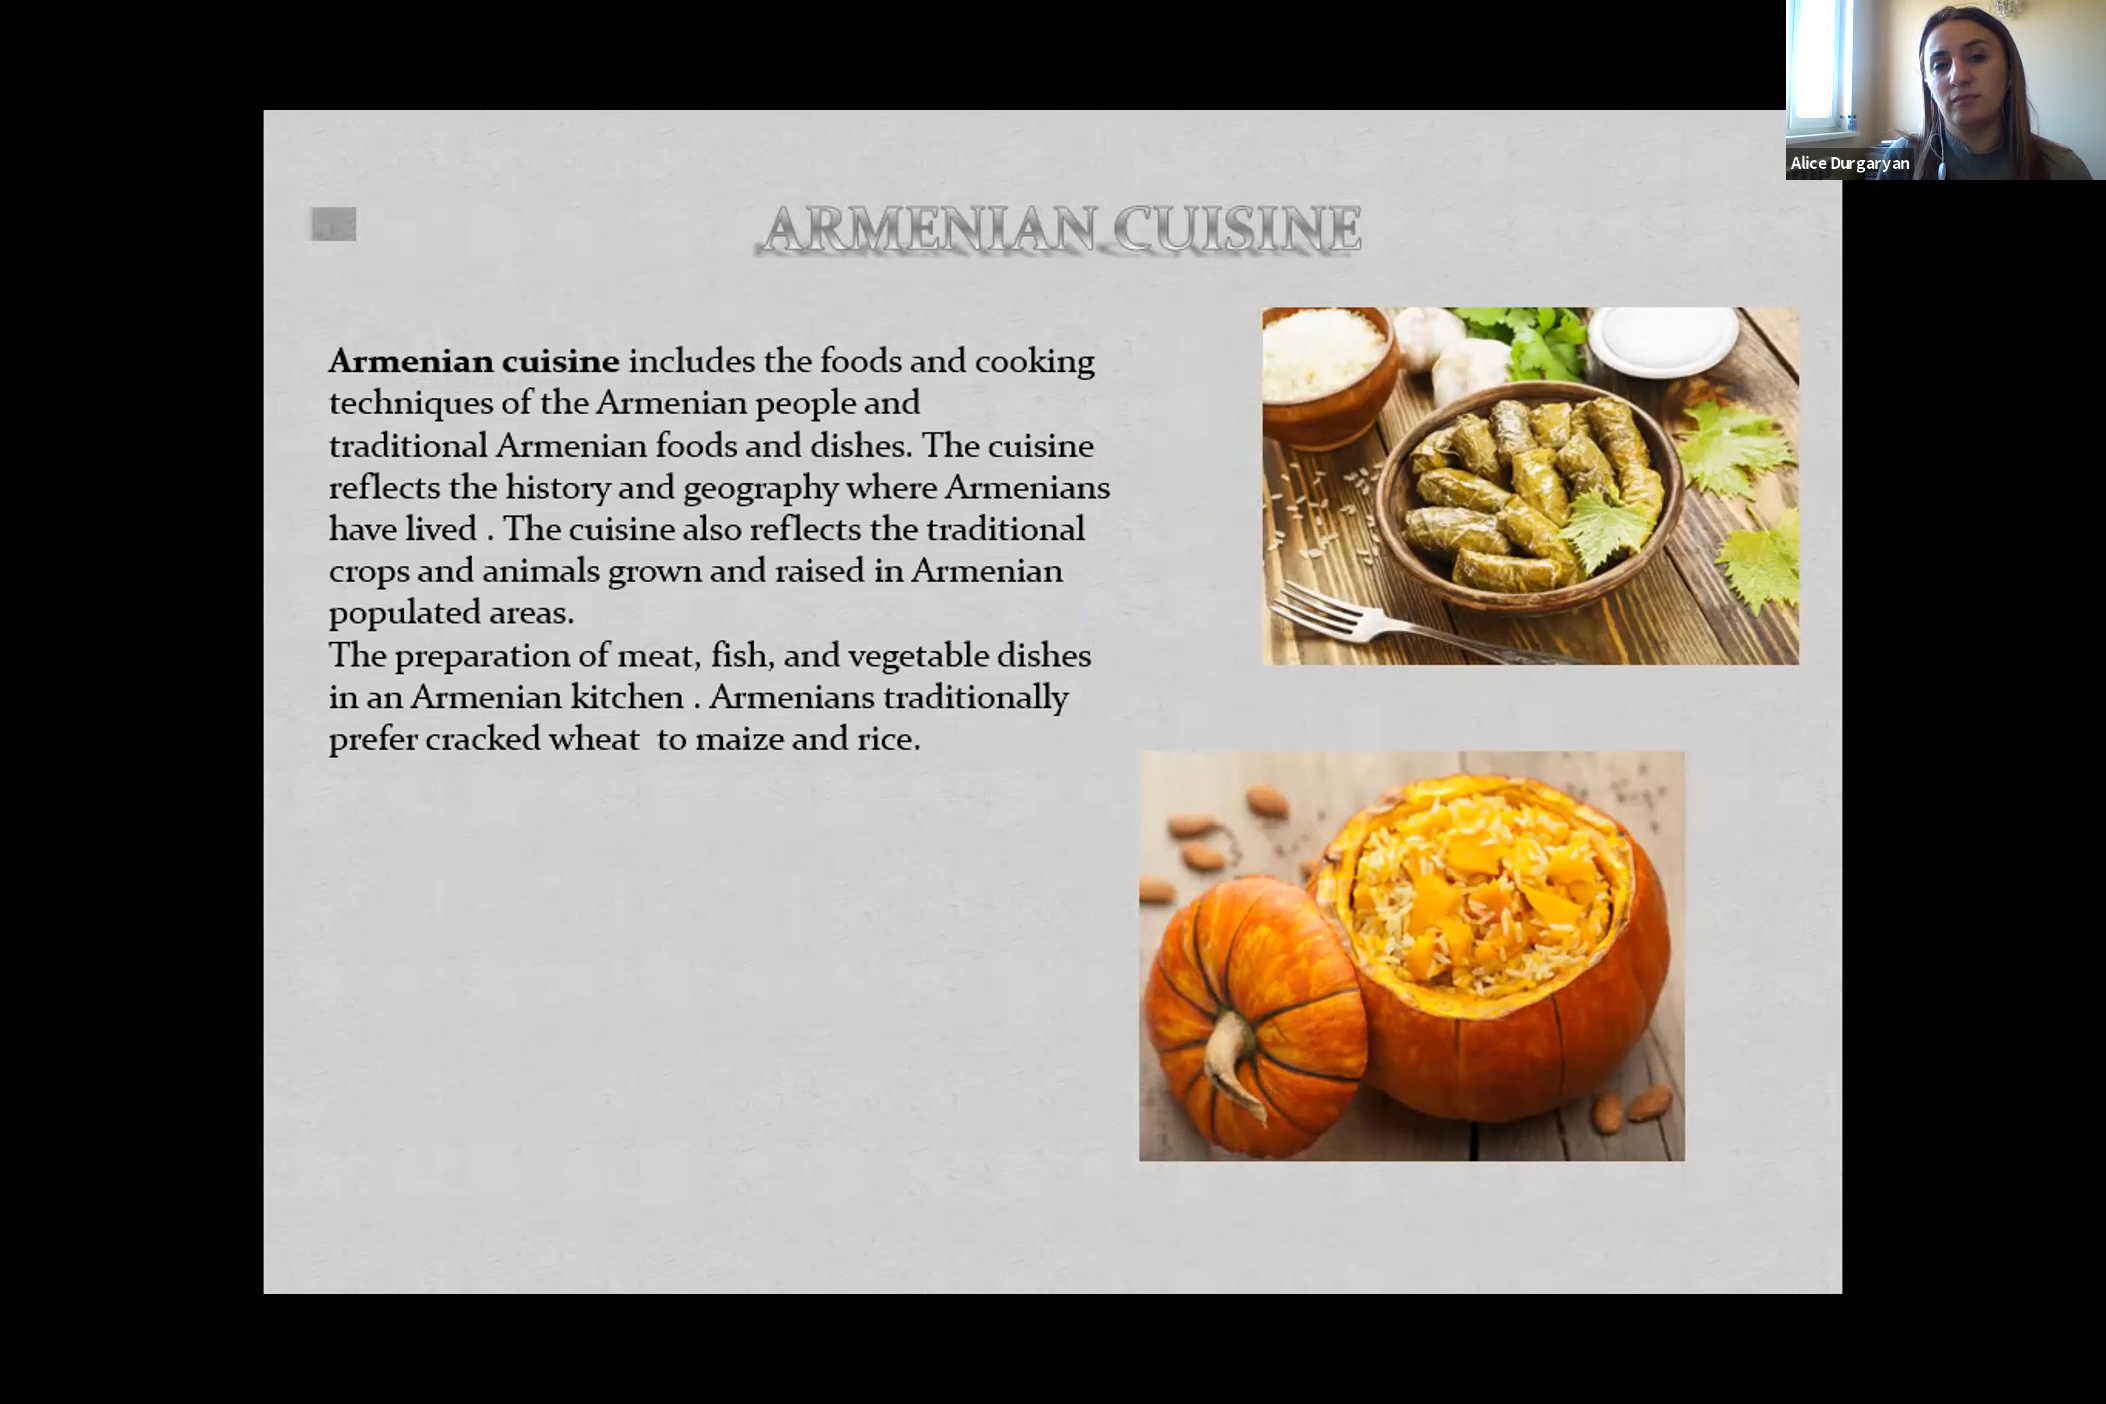 Alice Durgaryan
ARMENIAN CUISINE
Armenian cuisine includes the foods and cooking
techniques of the Armenian people and
traditional Armenian foods and dishes. The cuisine
reflects the history and geography where Armenians
have lived . The cuisine also reflects the traditional
crops and animals grown and raised in Armenian
populated areas.
The preparation of meat, fish, and vegetable dishes
in an Armenian kitchen . Armenians traditionally
prefer cracked wheat  to maize and rice.